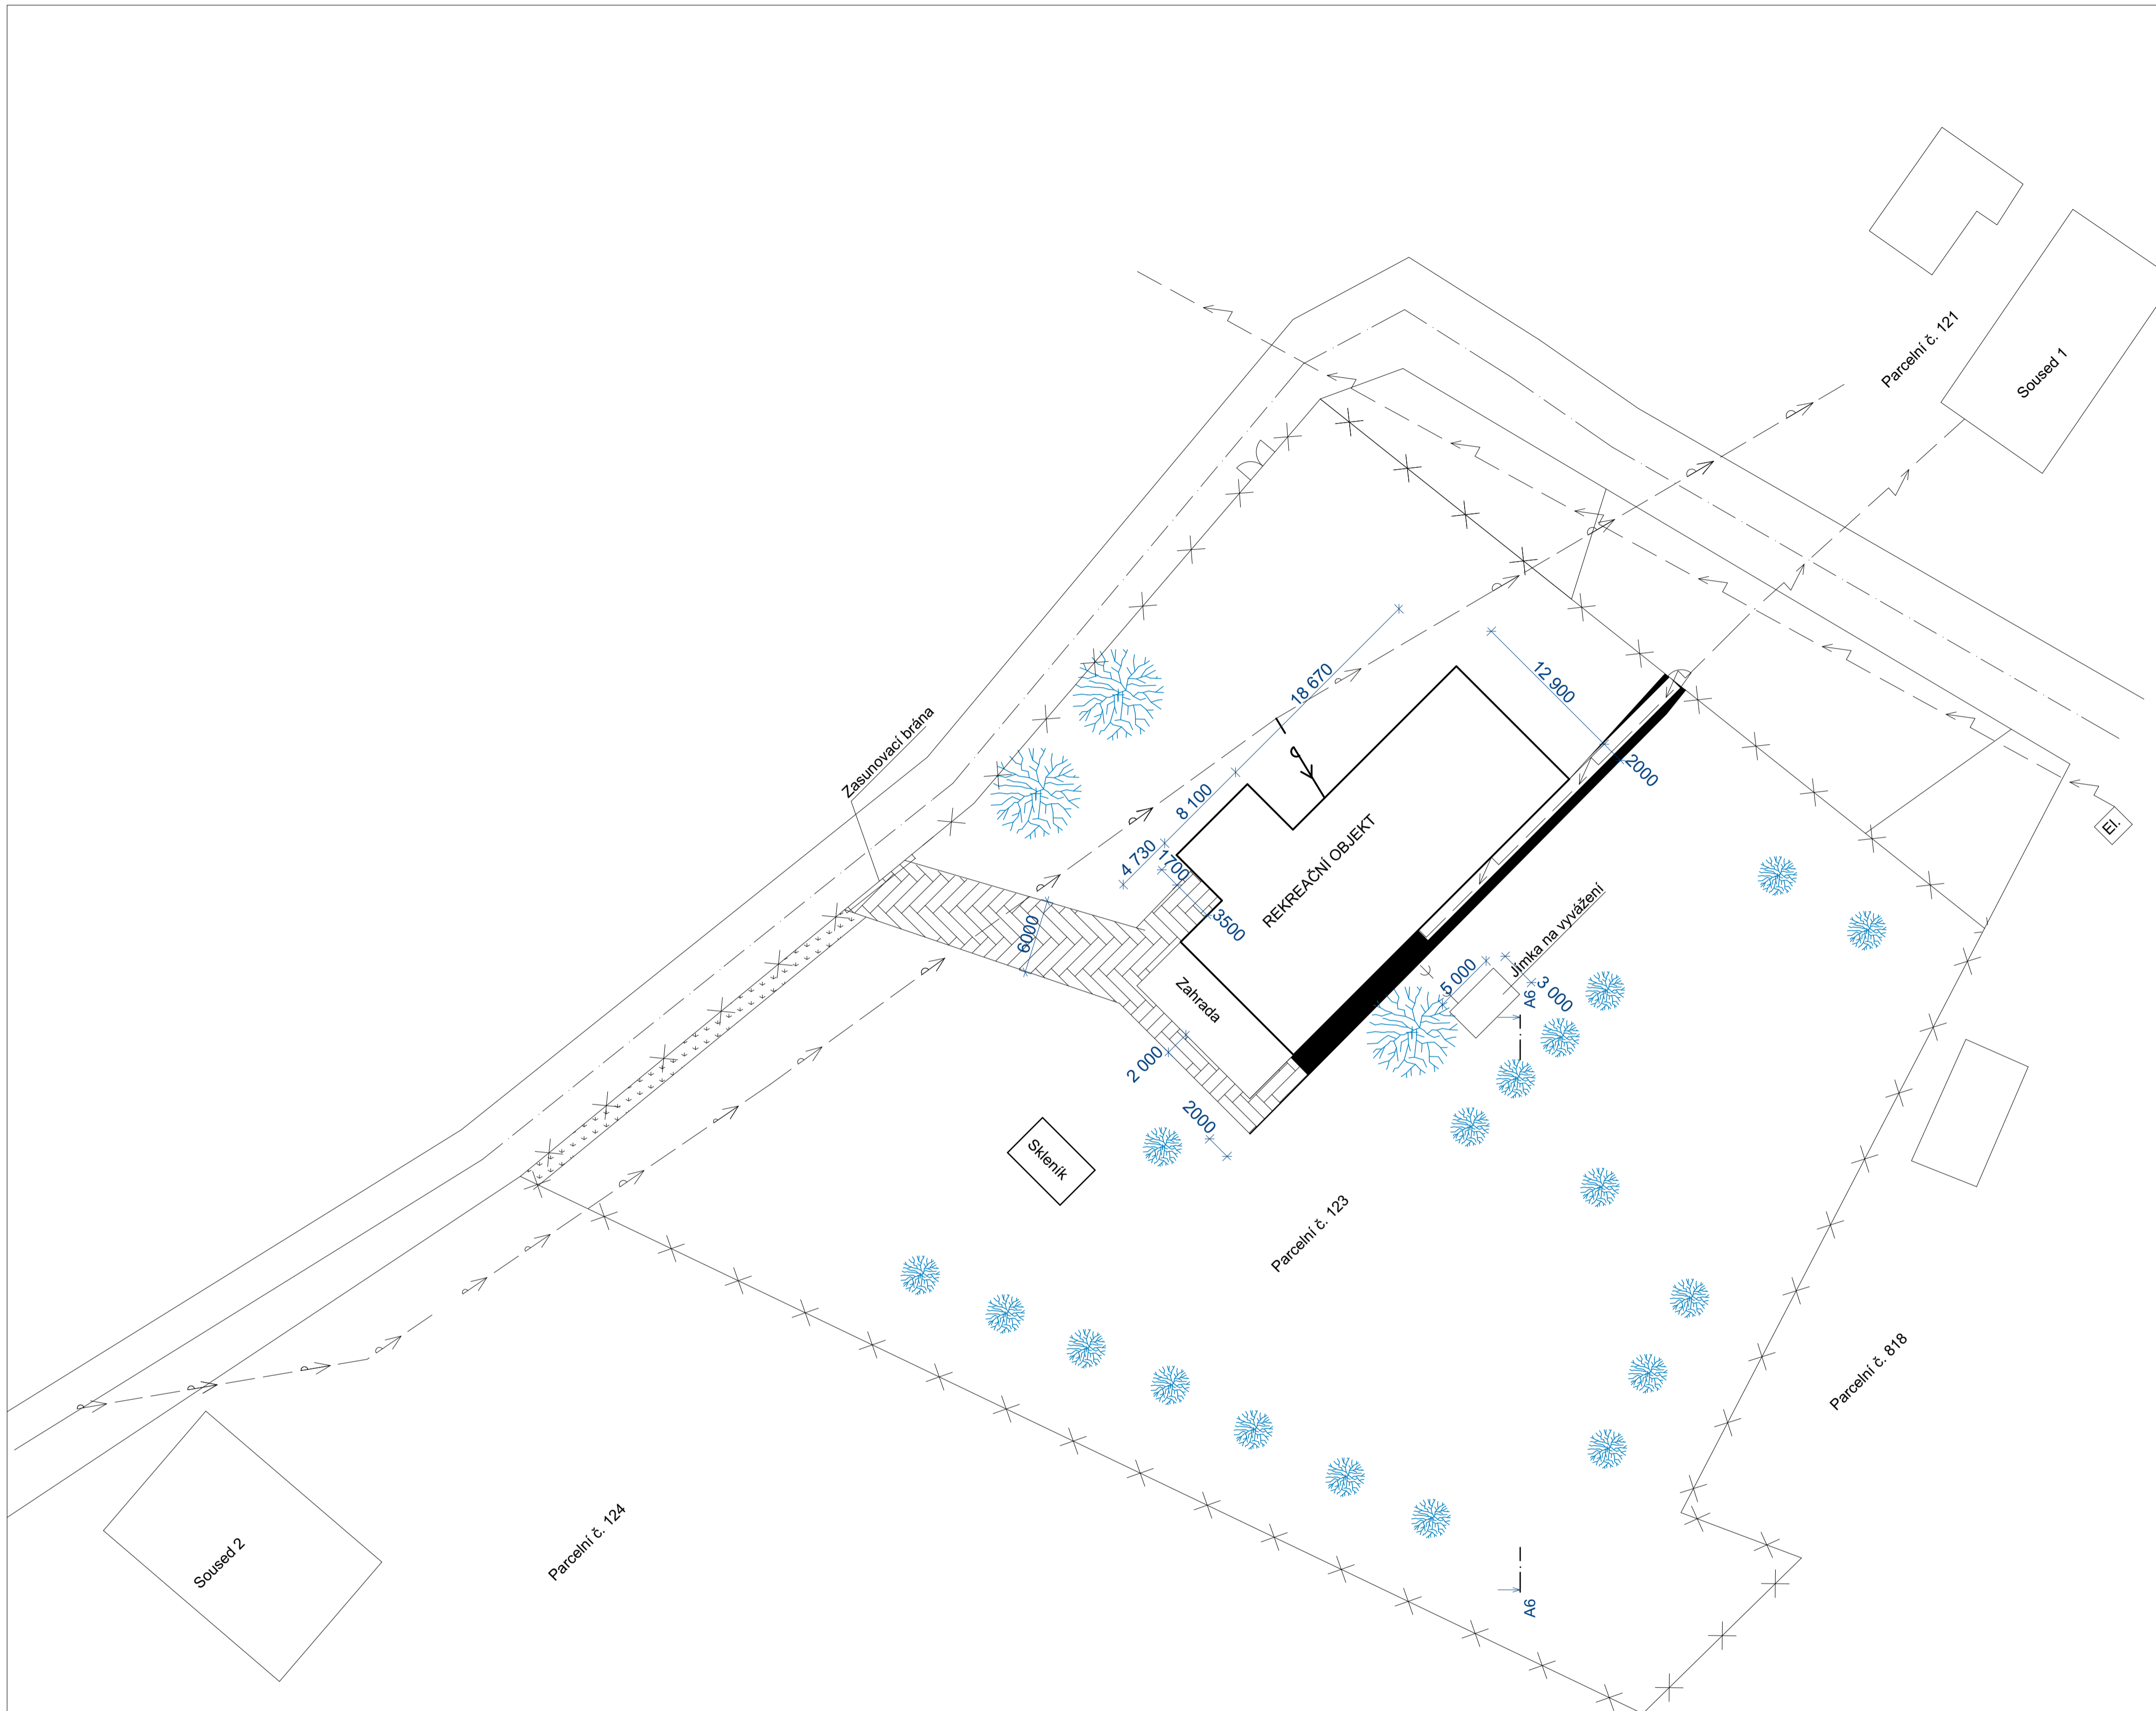 Parcelní č. 121
Soused 1
Zasunovací brána
18 670
12 900
2000
8 100
4 730
1700
3500
REKREAČNÍ OBJEKT
El.
6000
Zahrada
Jímka na vyvážení
5 000
3 000
A6
2 000
2000
Skleník
Parcelní č. 123
Parcelní č. 818
Parcelní č. 124
Soused 2
A6